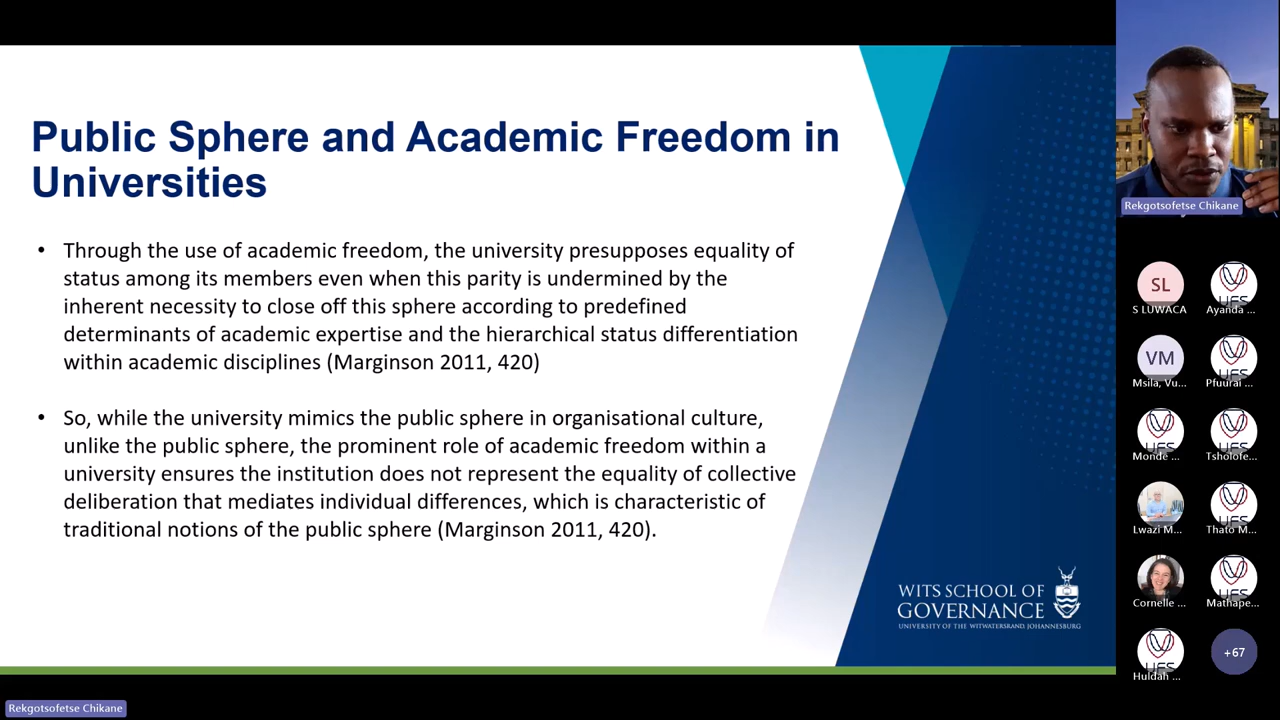 Public Sphere and Academic Freedom in
Universities
• Through the use of academic freedom, the university presupposes equality of
status among its members even when this parity is undermined by the
inherent necessity to close off this sphere according to predefined
determinants of academic expertise and the hierarchical status differentiation
within academic disciplines (Marginson 2011, 420)
• So, while the university mimics the public sphere in organisational culture,
unlike the public sphere, the prominent role of academic freedom within a
university ensures the institution does not represent the equality of collective
deliberation that mediates individual differences, which is characteristic of
traditional notions of the public sphere (Marginson 2011, 420).
WITS SCHOOL OF
GOVERNANCE
UNIVERSITY OF THE WITWATERSRAND, JOHANNESBURG
Rekgotsofetse Chikane
SL
S LUWACA
UFS
Ayanda ...
VM
Msila, Vu...
Pfuurai ...
UFS
Monde ...
UFS
Tsholofe...
Lwazi M...
UFS
Thato M...
Cornelle ...
Mathape...
UFS
Huldah ...
+67
Rekgotsofetse Chikane